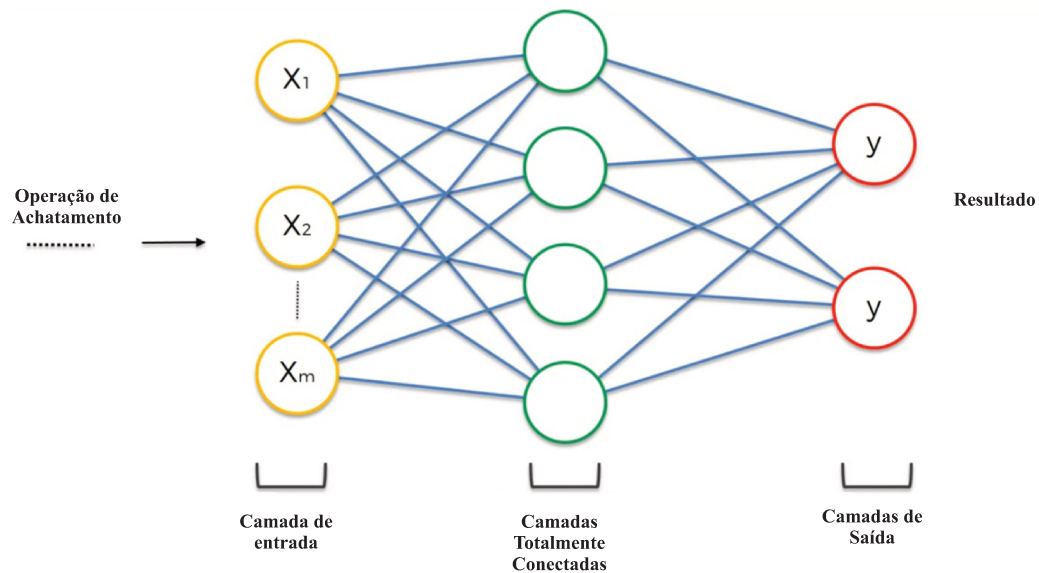 X1
X2
Xm
y
y
Operação de
Achatamento
Resultado
Camada de
entrada
Camadas
Totalmente
Conectadas
Camadas de
Saída